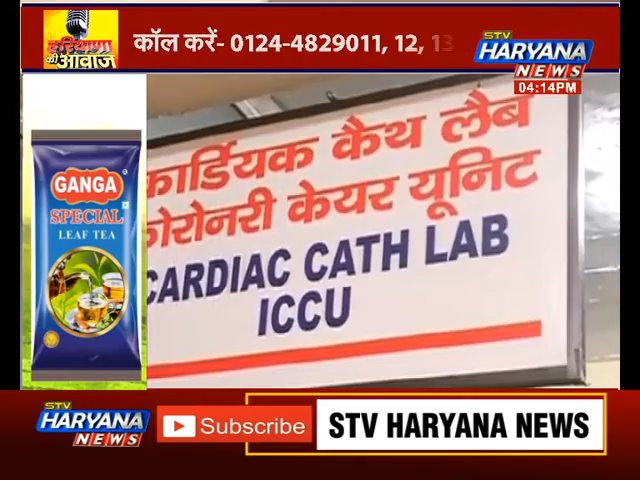 हरियाणा
की आवाज
कॉल करें- 0124-4829011, 12, 13
STV
HARYANA
NEWS
04:14PM
GANGA
SPECIAL
LEAF TEA
कार्डियक कैथ लैब
कोरोनरी केयर यूनिट
CARDIAC CATH LAB
ICCU
STV
HARYANA
NEWS
Subscribe
STV HARYANA NEWS